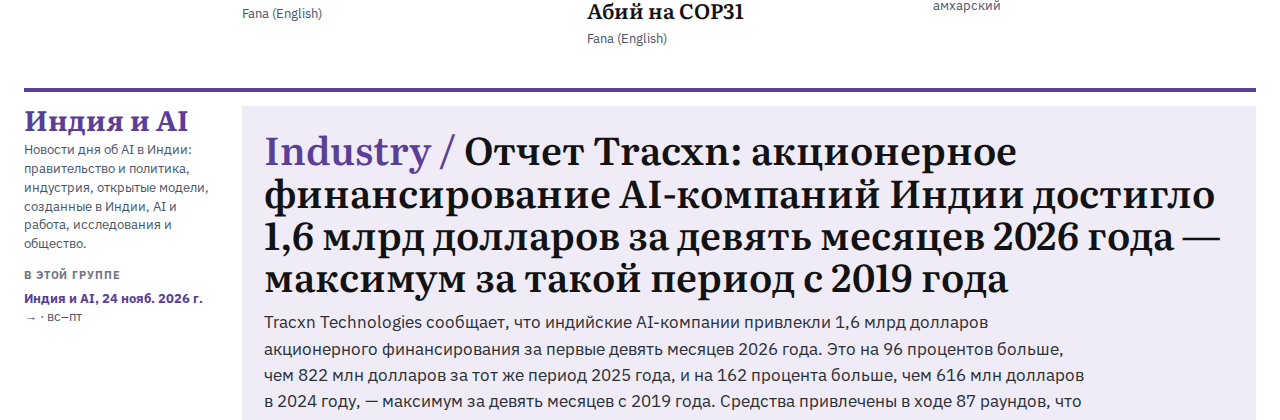 Fana (English)
Абий на COP31
Fana (English)
амхарский
Индия и AI
Новости дня об AI в Индии:
правительство и политика,
индустрия, открытые модели,
созданные в Индии, AI и
работа, исследования и
общество.
В ЭТОЙ ГРУППЕ
Индия и AI, 24 нояб. 2026 г.
→ · вс–пт
Industry / Отчет Tracxn: акционерное
финансирование AI-компаний Индии достигло
1,6 млрд долларов за девять месяцев 2026 года —
максимум за такой период с 2019 года
Tracxn Technologies сообщает, что индийские AI-компании привлекли 1,6 млрд долларов
акционерного финансирования за первые девять месяцев 2026 года. Это на 96 процентов больше,
чем 822 млн долларов за тот же период 2025 года, и на 162 процента больше, чем 616 млн долларов
в 2024 году, — максимум за девять месяцев с 2019 года. Средства привлечены в ходе 87 раундов, что